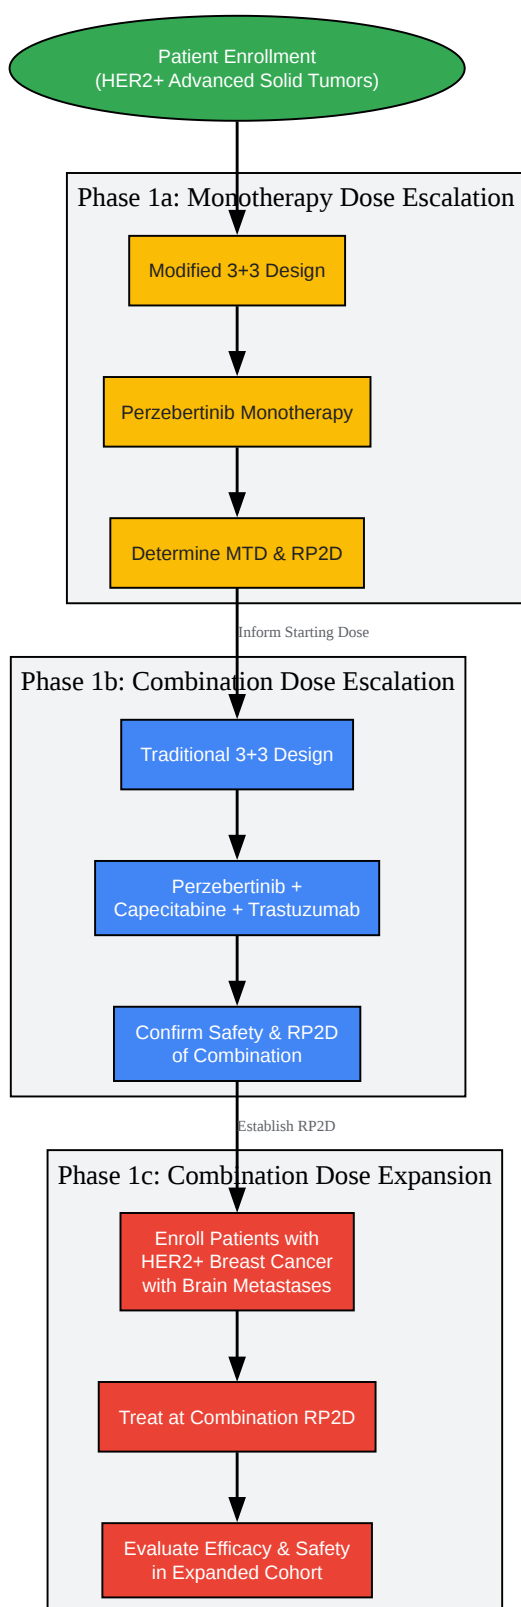 Patient Enrollment
(HER2+ Advanced Solid Tumors)
Phase 1a: Monotherapy Dose Escalation
Modified 3+3 Design
Perzebertinib Monotherapy
Determine MTD & RP2D
Inform Starting Dose
Phase 1b: Combination Dose Escalation
Traditional 3+3 Design
Perzebertinib +
Capecitabine + Trastuzumab
Confirm Safety & RP2D
of Combination
Establish RP2D
Phase 1c: Combination Dose Expansion
Enroll Patients with
HER2+ Breast Cancer
with Brain Metastases
Treat at Combination RP2D
Evaluate Efficacy & Safety
in Expanded Cohort